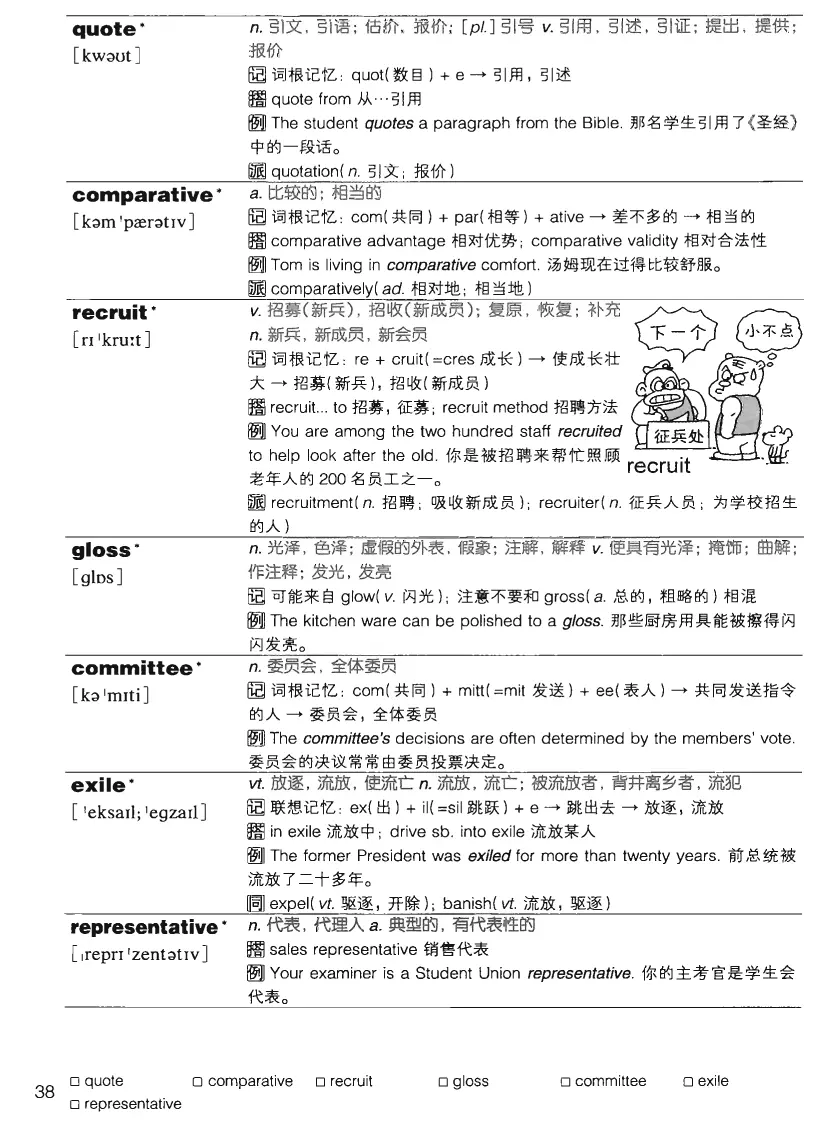 quote*
[kwəʊt]
n. 引文，引语；估价，报价；[pl.] 引号 v. 引用，引述，引证；提出，提供；
报价
记 词根记忆：quot(数目) + e → 引用，引述
搭 quote from 从…引用
例 The student quotes a paragraph from the Bible. 那名学生引用了《圣经》
中的一段话。
派 quotation(n. 引文；报价)
comparative*
[kəmˈpærətɪv]
a. 比较的；相当的
记 词根记忆：com(共同) + par(相等) + ative → 差不多的 → 相当的
搭 comparative advantage 相对优势；comparative validity 相对合法性
例 Tom is living in comparative comfort. 汤姆现在过得比较舒服。
派 comparatively(ad. 相对地；相当地)
recruit*
[rɪˈkruːt]
v. 招募(新兵)，招收(新成员)；复原，恢复；补充
n. 新兵，新成员，新会员
记 词根记忆：re + cruit(=cres 成长) → 使成长壮
大 → 招募(新兵)，招收(新成员)
搭 recruit... to 招募，征募；recruit method 招聘方法
例 You are among the two hundred staff recruited
to help look after the old. 你是被招聘来帮忙照顾
老年人的 200 名员工之一。
派 recruitment(n. 招聘；吸收新成员)；recruiter(n. 征兵人员；为学校招生
的人)
下一个
小不点
征兵处
recruit
gloss*
[glɒs]
n. 光泽，色泽；虚假的外表，假象；注解，解释 v. 使具有光泽；掩饰；曲解；
作注释；发光，发亮
记 可能来自 glow(v. 闪光)；注意不要和 gross(a. 总的，粗略的)相混
例 The kitchen ware can be polished to a gloss. 那些厨房用具能被擦得闪
闪发亮。
committee*
[kəˈmɪti]
n. 委员会，全体委员
记 词根记忆：com(共同) + mitt(=mit 发送) + ee(表人) → 共同发送指令
的人 → 委员会，全体委员
例 The committee's decisions are often determined by the members' vote.
委员会的决议常常由委员投票决定。
exile*
[ˈeksaɪl; ˈegzaɪl]
vt. 放逐，流放，使流亡 n. 流放，流亡；被流放者，背井离乡者，流犯
记 联想记忆：ex(出) + il(=sil 跳跃) + e → 跳出去 → 放逐，流放
搭 in exile 流放中；drive sb. into exile 流放某人
例 The former President was exiled for more than twenty years. 前总统被
流放了二十多年。
同 expel(vt. 驱逐，开除)；banish(vt. 流放，驱逐)
representative*
[ˌreprɪˈzentətɪv]
n. 代表，代理人 a. 典型的，有代表性的
搭 sales representative 销售代表
例 Your examiner is a Student Union representative. 你的主考官是学生会
代表。
38
□ quote □ comparative □ recruit □ gloss □ committee □ exile
□ representative